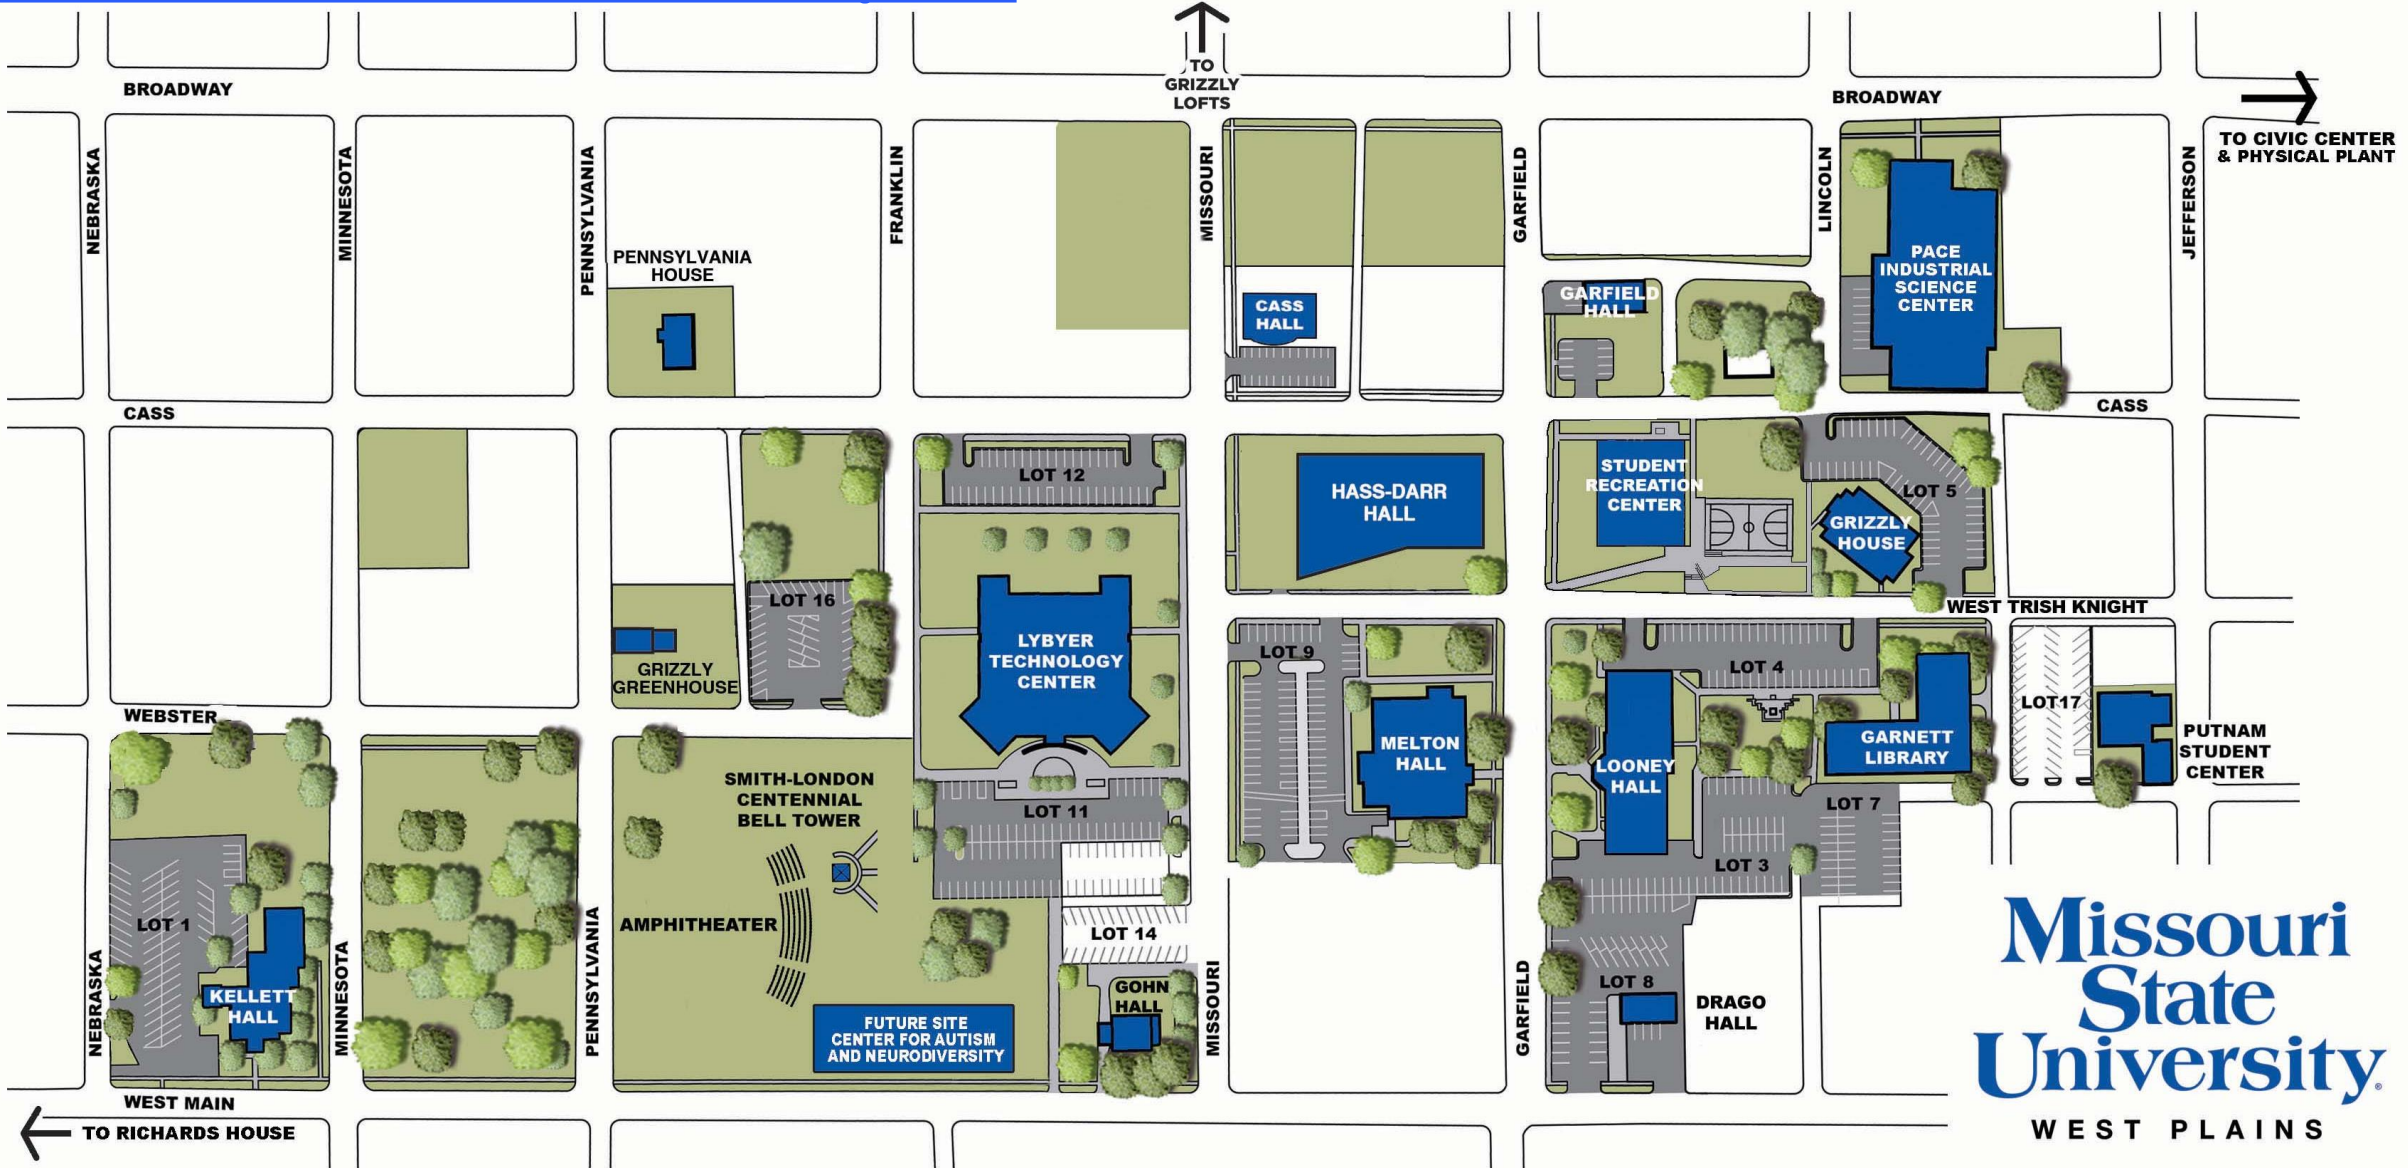 BROADWAY
TO
GRIZZLY
LOFTS
BROADWAY
TO CIVIC CENTER
& PHYSICAL PLANT
NEBRASKA
MINNESOTA
PENNSYLVANIA
FRANKLIN
MISSOURI
GARFIELD
LINCOLN
JEFFERSON
PENNSYLVANIA
HOUSE
CASS
HALL
GARFIELD
HALL
PACE
INDUSTRIAL
SCIENCE
CENTER
CASS
CASS
LOT 12
HASS-DARR
HALL
STUDENT
RECREATION
CENTER
LOT 5
GRIZZLY
HOUSE
LOT 16
WEST TRISH KNIGHT
GRIZZLY
GREENHOUSE
LYBYER
TECHNOLOGY
CENTER
LOT 9
LOT 4
LOT17
WEBSTER
MELTON
HALL
LOONEY
HALL
GARNETT
LIBRARY
PUTNAM
STUDENT
CENTER
SMITH-LONDON
CENTENNIAL
BELL TOWER
LOT 11
LOT 7
LOT 3
LOT 1
AMPHITHEATER
LOT 14
KELLETT
HALL
GOHN
HALL
LOT 8
DRAGO
HALL
NEBRASKA
MINNESOTA
PENNSYLVANIA
MISSOURI
GARFIELD
FUTURE SITE
CENTER FOR AUTISM
AND NEURODIVERSITY
WEST MAIN
TO RICHARDS HOUSE
Missouri
State
University®
WEST PLAINS